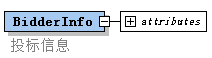 BidderInfo attributes
投标信息